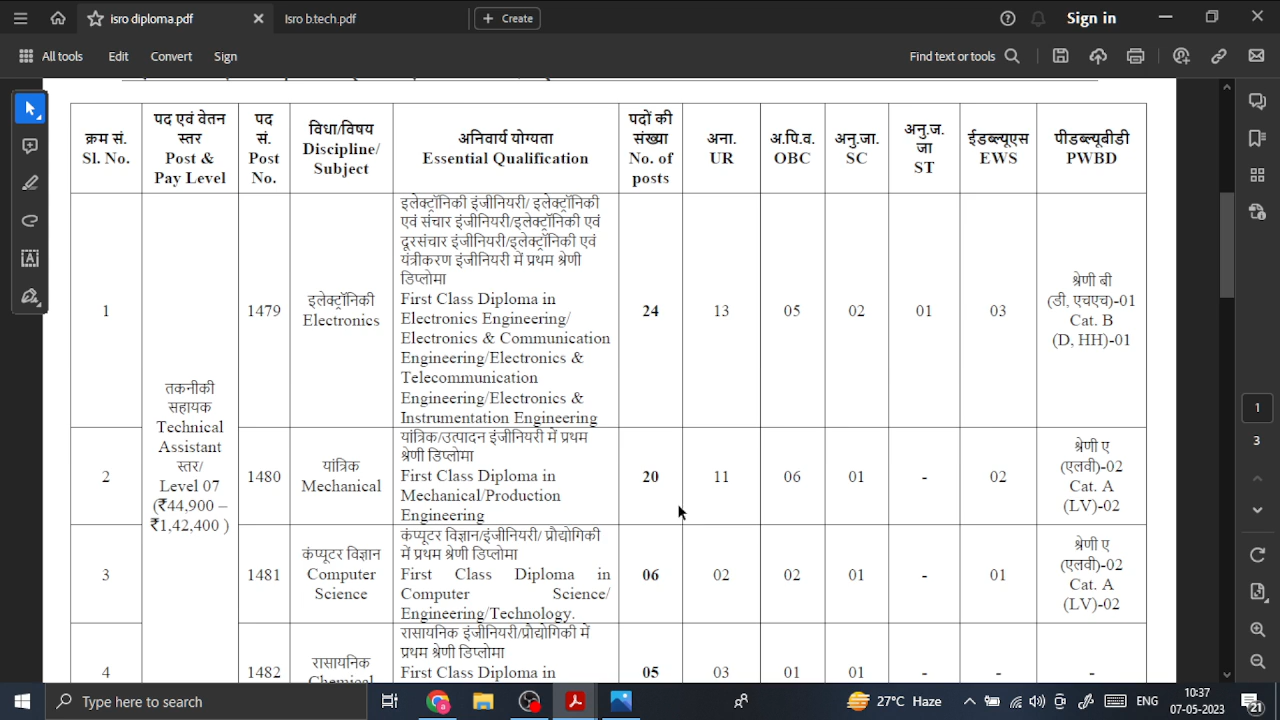 isro diploma.pdf
Isro b.tech.pdf
Create
Sign in
All tools
Edit
Convert
Sign
Find text or tools
क्रम सं.
Sl. No.
पद एवं वेतन
स्तर
Post &
Pay Level
पद
सं.
Post
No.
विधा/विषय
Discipline/
Subject
अनिवार्य योग्यता
Essential Qualification
पदों की
संख्या
No. of
posts
अना.
UR
अ.पि.व.
OBC
अनु.जा.
SC
अनु.ज.
जा
ST
ईडब्ल्यूएस
EWS
पीडब्ल्यूबीडी
PWBD
1
तकनीकी
सहायक
Technical
Assistant
स्तर/
Level 07
(₹44,900 –
₹1,42,400 )
1479
इलेक्ट्रॉनिकी
Electronics
इलेक्ट्रॉनिकी इंजीनियरी/ इलेक्ट्रॉनिकी
एवं संचार इंजीनियरी/इलेक्ट्रॉनिकी एवं
दूरसंचार इंजीनियरी/इलेक्ट्रॉनिकी एवं
यंत्रीकरण इंजीनियरी में प्रथम श्रेणी
डिप्लोमा
First Class Diploma in
Electronics Engineering/
Electronics & Communication
Engineering/Electronics &
Telecommunication
Engineering/Electronics &
Instrumentation Engineering
24
13
05
02
01
03
श्रेणी बी
(डी, एचएच)-01
Cat. B
(D, HH)-01
2
1480
यांत्रिक
Mechanical
यांत्रिक/उत्पादन इंजीनियरी में प्रथम
श्रेणी डिप्लोमा
First Class Diploma in
Mechanical/Production
Engineering
20
11
06
01
-
02
श्रेणी ए
(एलवी)-02
Cat. A
(LV)-02
3
1481
कंप्यूटर विज्ञान
Computer
Science
कंप्यूटर विज्ञान/इंजीनियरी/ प्रौद्योगिकी
में प्रथम श्रेणी डिप्लोमा
First Class Diploma in
Computer Science/
Engineering/Technology.
06
02
02
01
-
01
श्रेणी ए
(एलवी)-02
Cat. A
(LV)-02
4
1482
रासायनिक
Chemical
रासायनिक इंजीनियरी/प्रौद्योगिकी में
प्रथम श्रेणी डिप्लोमा
First Class Diploma in
05
03
01
01
-
-
-
1
3
Type here to search
27°C Haze
ENG
10:37
07-05-2023
21